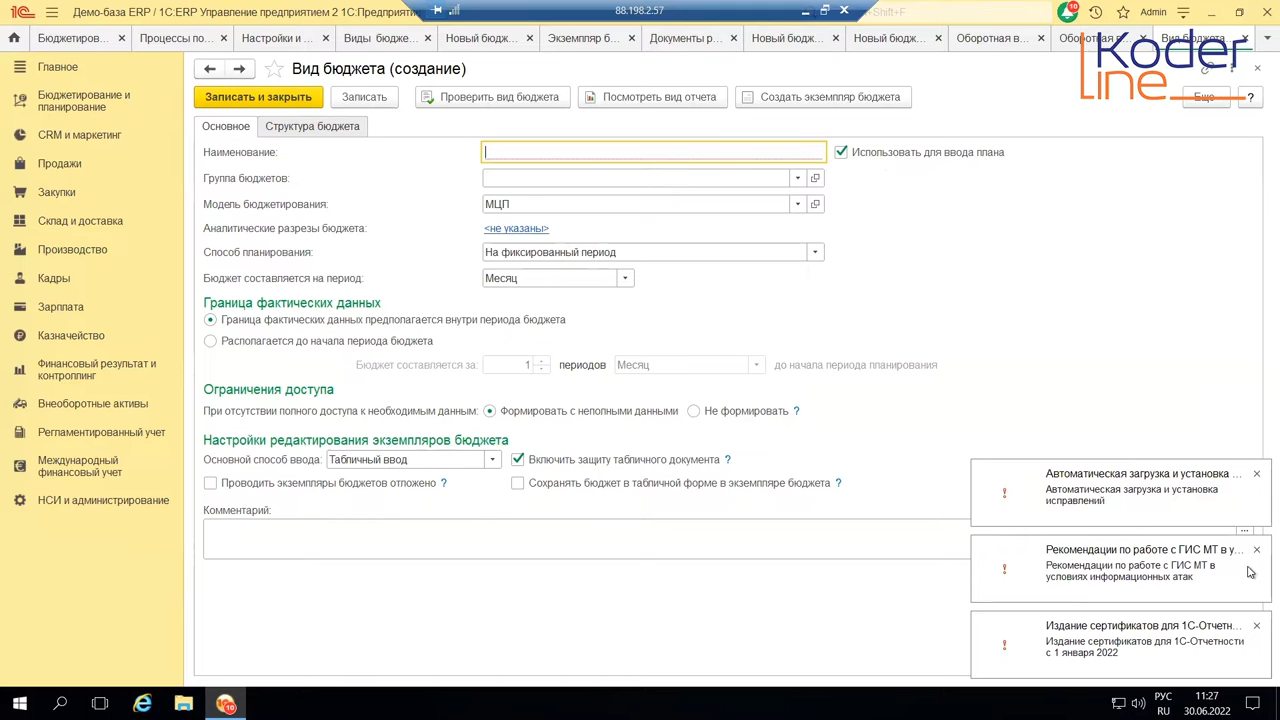 Демо-база ERP / 1С:ERP Управление предприятием 2 1С:Предприяти
88.198.2.57
+Shift+F
10
Admin
Бюджетиров...
Процессы по...
Настройки и ...
Виды бюдже...
Новый бюдж...
Экземпляр б...
Документы р...
Новый бюдж...
Новый бюдж...
Оборотная в...
Оборотная в...
Вид бюджета...
Koder
line
Главное
Бюджетирование и
планирование
CRM и маркетинг
Продажи
Закупки
Склад и доставка
Производство
Кадры
Зарплата
Казначейство
Финансовый результат и
контроллинг
Внеоборотные активы
Регламентированный учет
Международный
финансовый учет
НСИ и администрирование
Вид бюджета (создание)
Записать и закрыть
Записать
Проверить вид бюджета
Посмотреть вид отчета
Создать экземпляр бюджета
Еще
?
Основное
Структура бюджета
Наименование:
Использовать для ввода плана
Группа бюджетов:
Модель бюджетирования:
МЦП
Аналитические разрезы бюджета:
<не указаны>
Способ планирования:
На фиксированный период
Бюджет составляется на период:
Месяц
Граница фактических данных
Граница фактических данных предполагается внутри периода бюджета
Располагается до начала периода бюджета
Бюджет составляется за:
1
периодов
Месяц
до начала периода планирования
Ограничения доступа
При отсутствии полного доступа к необходимым данным:
Формировать с неполными данными
Не формировать ?
Настройки редактирования экземпляров бюджета
Основной способ ввода:
Табличный ввод
Включить защиту табличного документа ?
Проводить экземпляры бюджетов отложено ?
Сохранять бюджет в табличной форме в экземпляре бюджета ?
Комментарий:
...
Автоматическая загрузка и установка ...
Автоматическая загрузка и установка
исправлений
Рекомендации по работе с ГИС МТ в у...
Рекомендации по работе с ГИС МТ в
условиях информационных атак
Издание сертификатов для 1С-Отчетн...
Издание сертификатов для 1С-Отчетности
с 1 января 2022
10
РУС
RU
11:27
30.06.2022